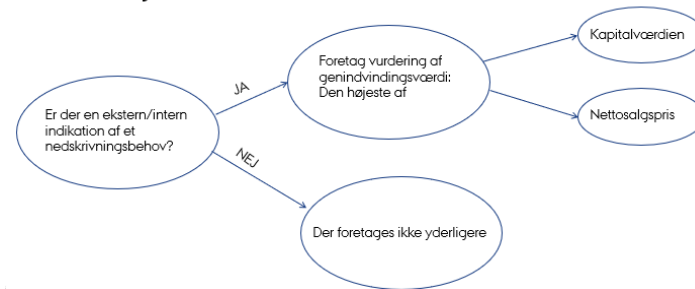 Er der en ekstern/intern
indikation af et
nedskrivningsbehov?
JA
Foretag vurdering af
genindvindingsværdi:
Den højeste af
Kapitalværdien
Nettosalgspris
NEJ
Der foretages ikke yderligere